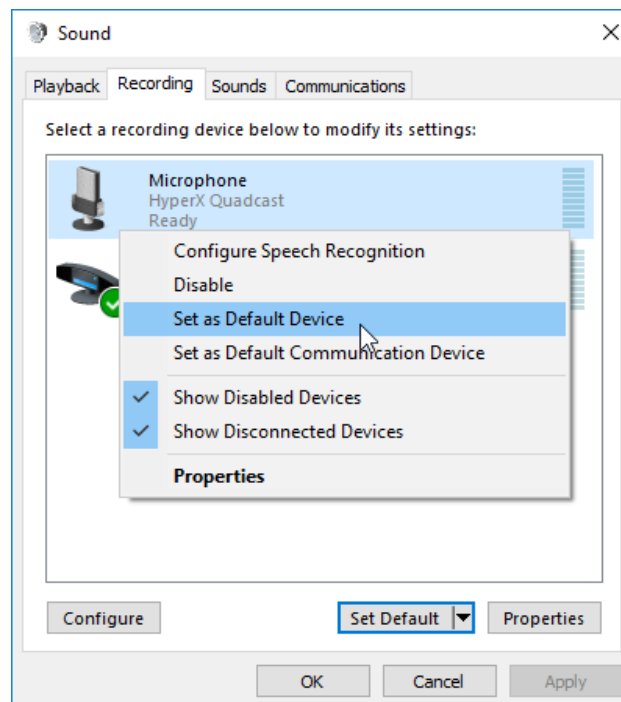 Sound
Playback Recording Sounds Communications
Select a recording device below to modify its settings:
Microphone
HyperX Quadcast
Ready
Configure Speech Recognition
Disable
Set as Default Device
Set as Default Communication Device
Show Disabled Devices
Show Disconnected Devices
Properties
Configure Set Default Properties
OK Cancel Apply